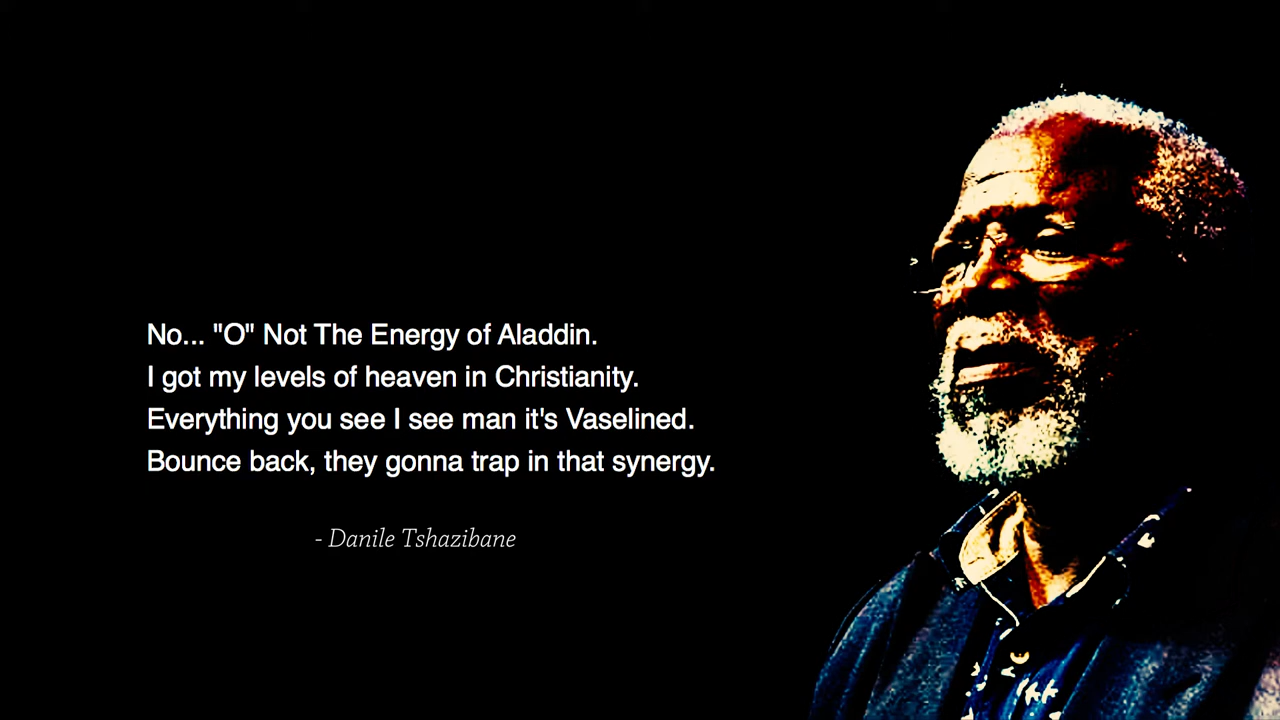 No... "O" Not The Energy of Aladdin.
I got my levels of heaven in Christianity.
Everything you see I see man it's Vaselined.
Bounce back, they gonna trap in that synergy.
- Danile Tshazibane